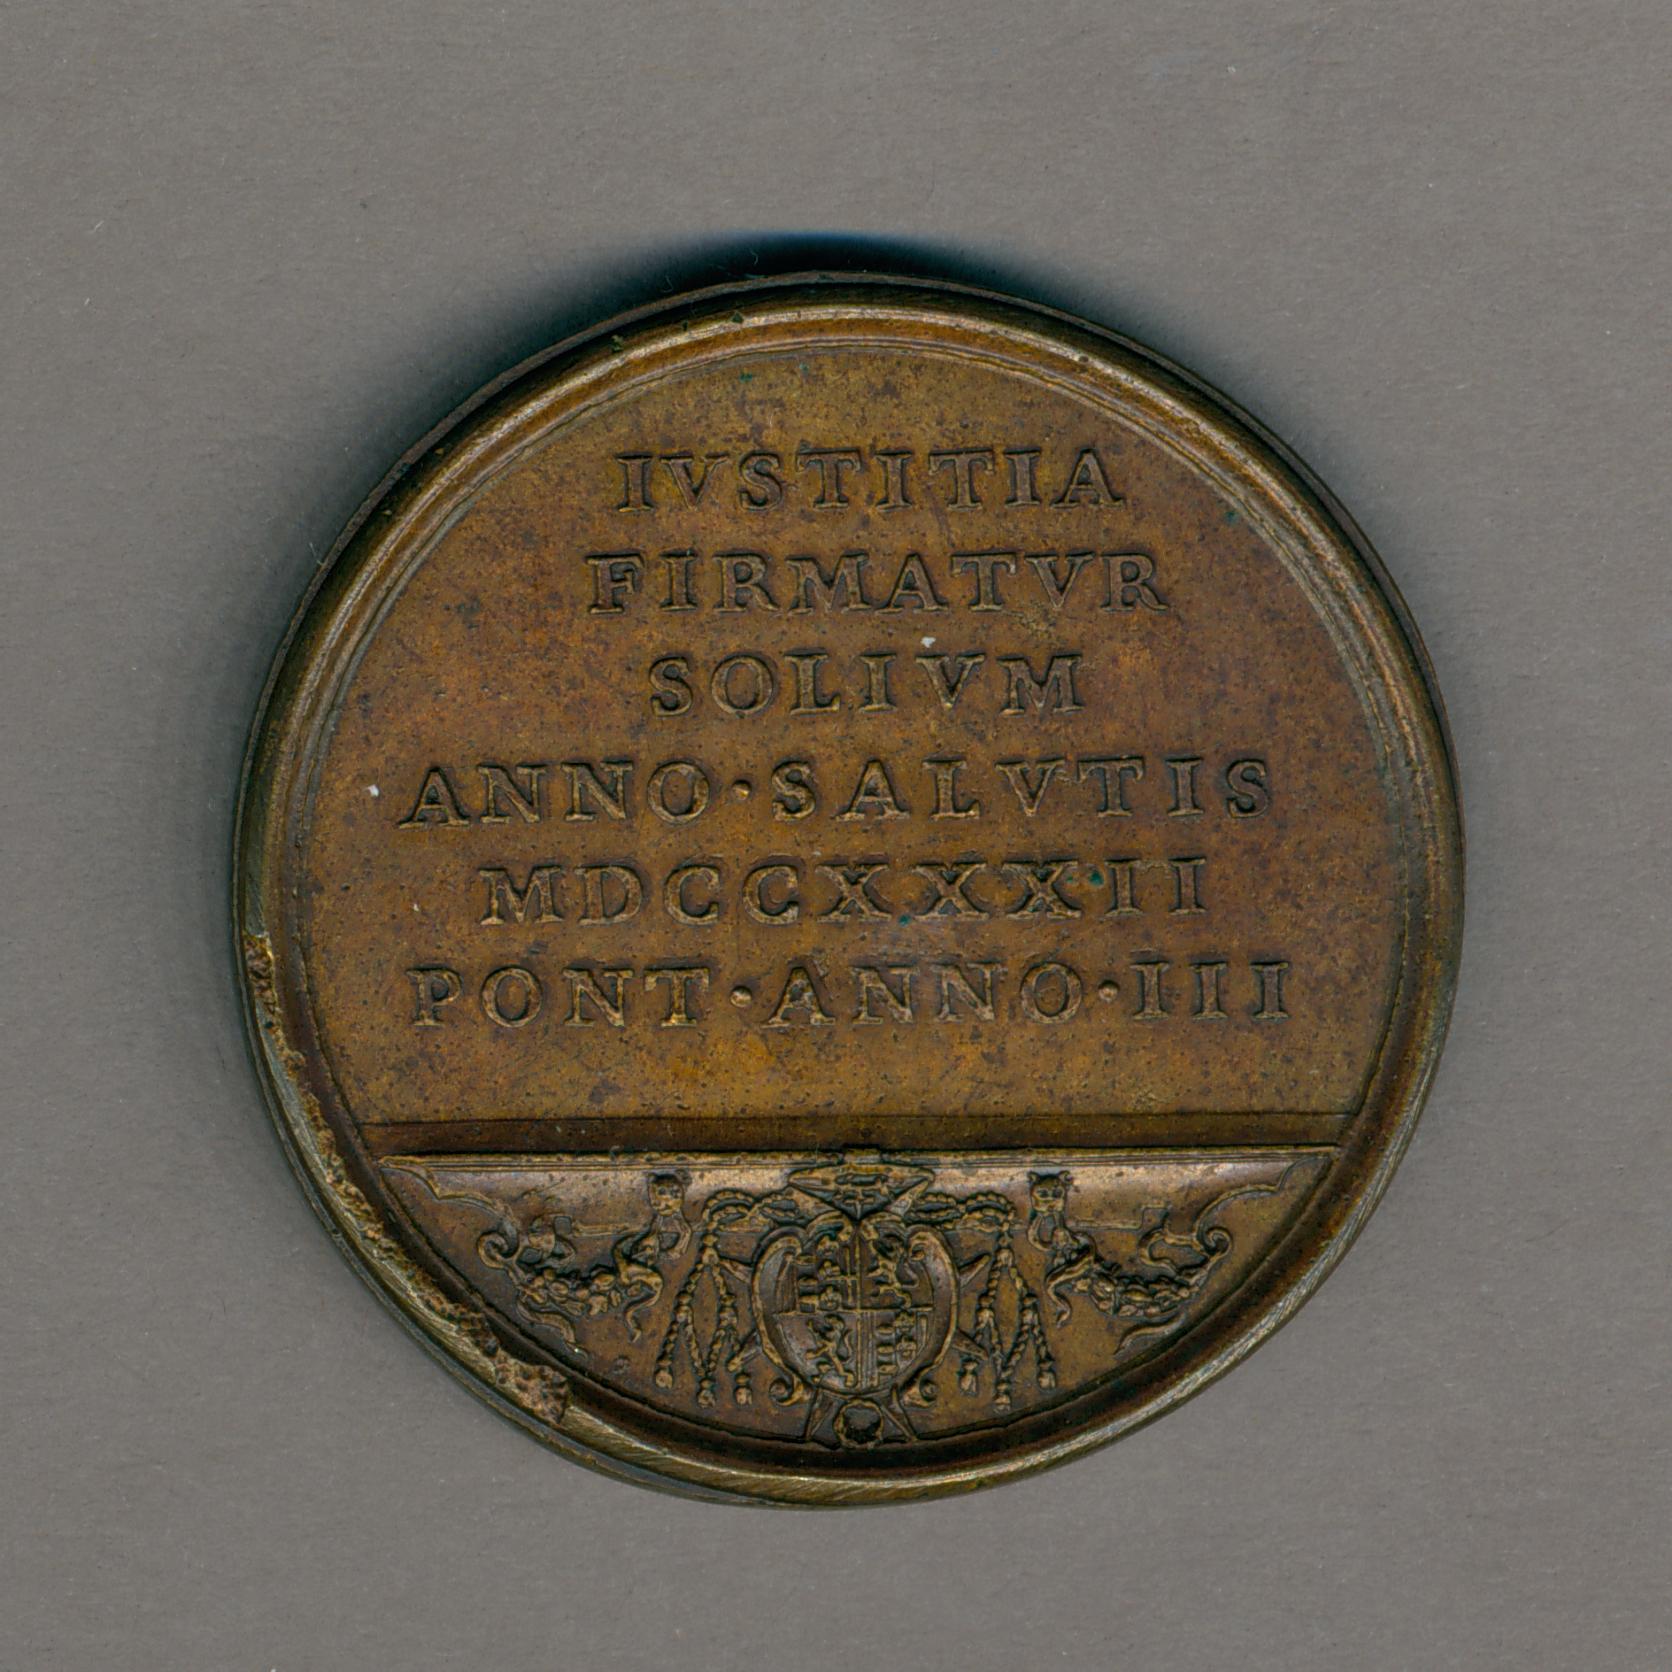 IVSTITIA
FIRMATVR
SOLIVM
ANNO·SALVTIS
MDCCXXXII
PONT·ANNO·III